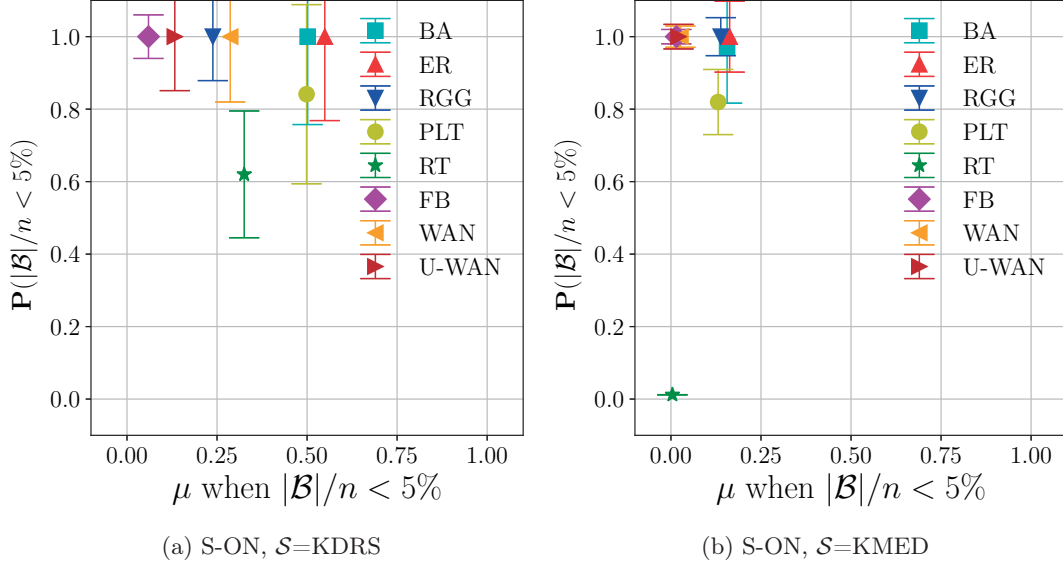 P(|B|/n < 5%)
1.0
0.8
0.6
0.4
0.2
0.0
0.00 0.25 0.50 0.75 1.00
μ when |B|/n < 5%
BA
ER
RGG
PLT
RT
FB
WAN
U-WAN
(a) S-ON, S=KDRS
P(|B|/n < 5%)
1.0
0.8
0.6
0.4
0.2
0.0
0.00 0.25 0.50 0.75 1.00
μ when |B|/n < 5%
BA
ER
RGG
PLT
RT
FB
WAN
U-WAN
(b) S-ON, S=KMED